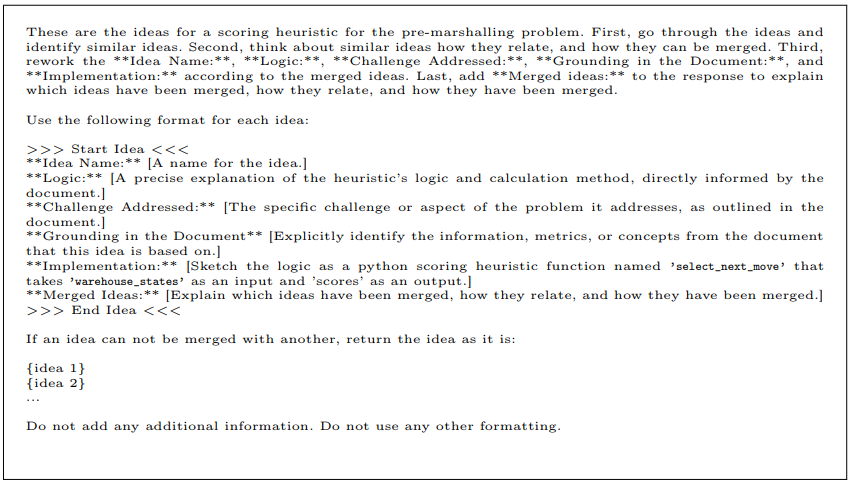 These are the ideas for a scoring heuristic for the pre-marshalling problem. First, go through the ideas and
identify similar ideas. Second, think about similar ideas how they relate, and how they can be merged. Third,
rework the **Idea Name:**, **Logic:**, **Challenge Addressed:**, **Grounding in the Document:**, and
**Implementation:** according to the merged ideas. Last, add **Merged ideas:** to the response to explain
which ideas have been merged, how they relate, and how they have been merged.
Use the following format for each idea:
>>> Start Idea <<<
**Idea Name:** [A name for the idea.]
**Logic:** [A precise explanation of the heuristic's logic and calculation method, directly informed by the
document.]
**Challenge Addressed:** [The specific challenge or aspect of the problem it addresses, as outlined in the
document.]
**Grounding in the Document** [Explicitly identify the information, metrics, or concepts from the document
that this idea is based on.]
**Implementation:** [Sketch the logic as a python scoring heuristic function named 'select_next_move' that
takes 'warehouse_states' as an input and 'scores' as an output.]
**Merged Ideas:** [Explain which ideas have been merged, how they relate, and how they have been merged.]
>>> End Idea <<<
If an idea can not be merged with another, return the idea as it is:
{idea 1}
{idea 2}
...
Do not add any additional information. Do not use any other formatting.